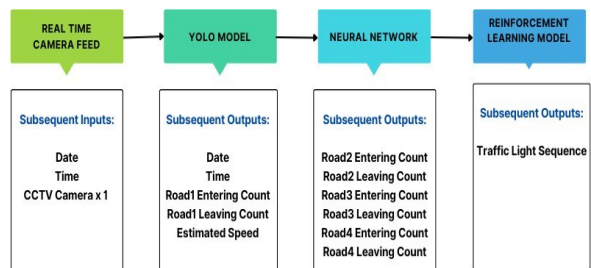 REAL TIME
CAMERA FEED
YOLO MODEL
NEURAL NETWORK
REINFORCEMENT
LEARNING MODEL
Subsequent Inputs:
Date
Time
CCTV Camera x 1
Subsequent Outputs:
Date
Time
Road1 Entering Count
Road1 Leaving Count
Estimated Speed
Subsequent Outputs:
Road2 Entering Count
Road2 Leaving Count
Road3 Entering Count
Road3 Leaving Count
Road4 Entering Count
Road4 Leaving Count
Subsequent Outputs:
Traffic Light Sequence